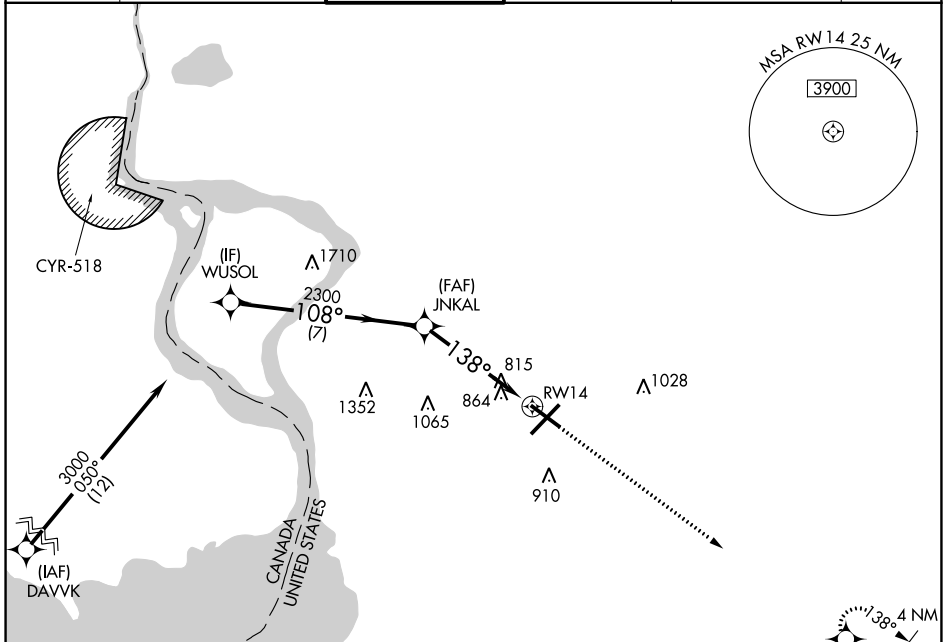 MSA RW14 25 NM
3900
CYR-518
(IF)
WUSOL
1710
2300
108°
(7)
(FAF)
JNKAL
138°
815
864
RW14
1028
1352
1065
910
3000
050°
(12)
(IAF)
DAVVK
CANADA
UNITED STATES
138°
4 NM